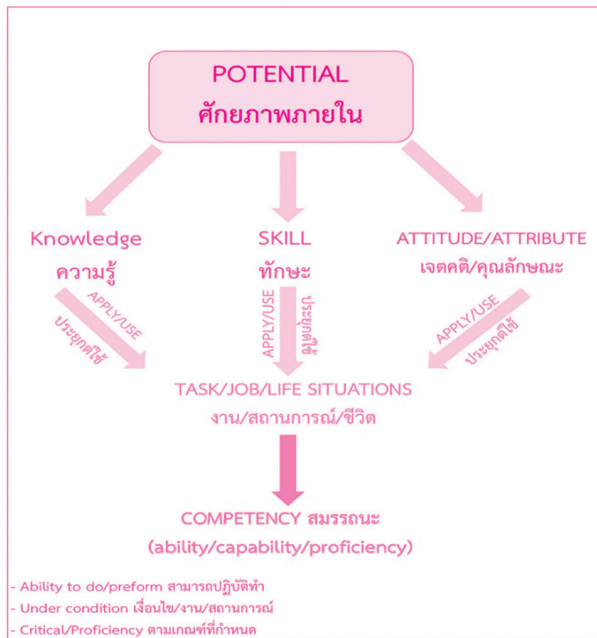 POTENTIAL
ศักยภาพภายใน
Knowledge
ความรู้
SKILL
ทักษะ
ATTITUDE/ATTRIBUTE
เจตคติ/คุณลักษณะ
APPLY/USE
ประยุกต์ใช้
APPLY/USE
ประยุกต์ใช้
APPLY/USE
ประยุกต์ใช้
TASK/JOB/LIFE SITUATIONS
งาน/สถานการณ์/ชีวิต
COMPETENCY สมรรถนะ
(ability/capability/proficiency)
- Ability to do/preform สามารถปฏิบัติทำ
- Under condition เงื่อนไข/งาน/สถานการณ์
- Critical/Proficiency ตามเกณฑ์ที่กำหนด